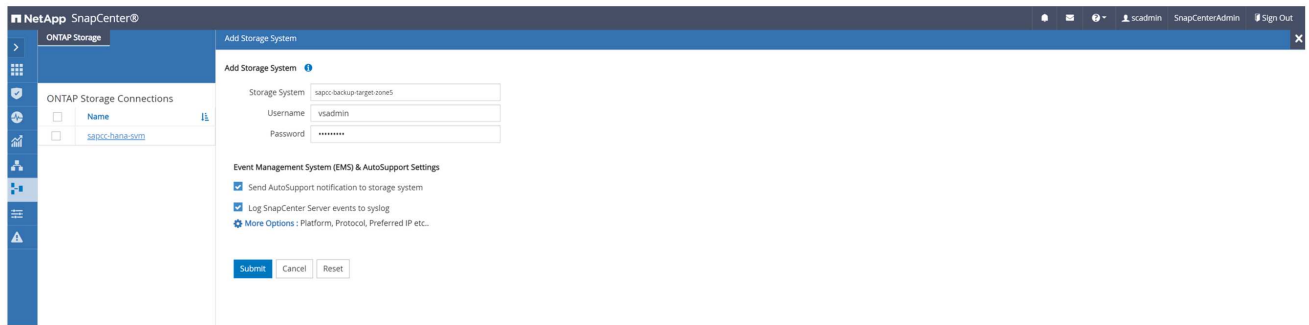 NetApp SnapCenter®
scadmin SnapCenterAdmin Sign Out
ONTAP Storage
Add Storage System
ONTAP Storage Connections
Name
sapcc-hana-svm
Add Storage System
Storage System sapcc-backup-target-zone5
Username vsadmin
Password •••••••••
Event Management System (EMS) & AutoSupport Settings
Send AutoSupport notification to storage system
Log SnapCenter Server events to syslog
More Options : Platform, Protocol, Preferred IP etc..
Submit Cancel Reset